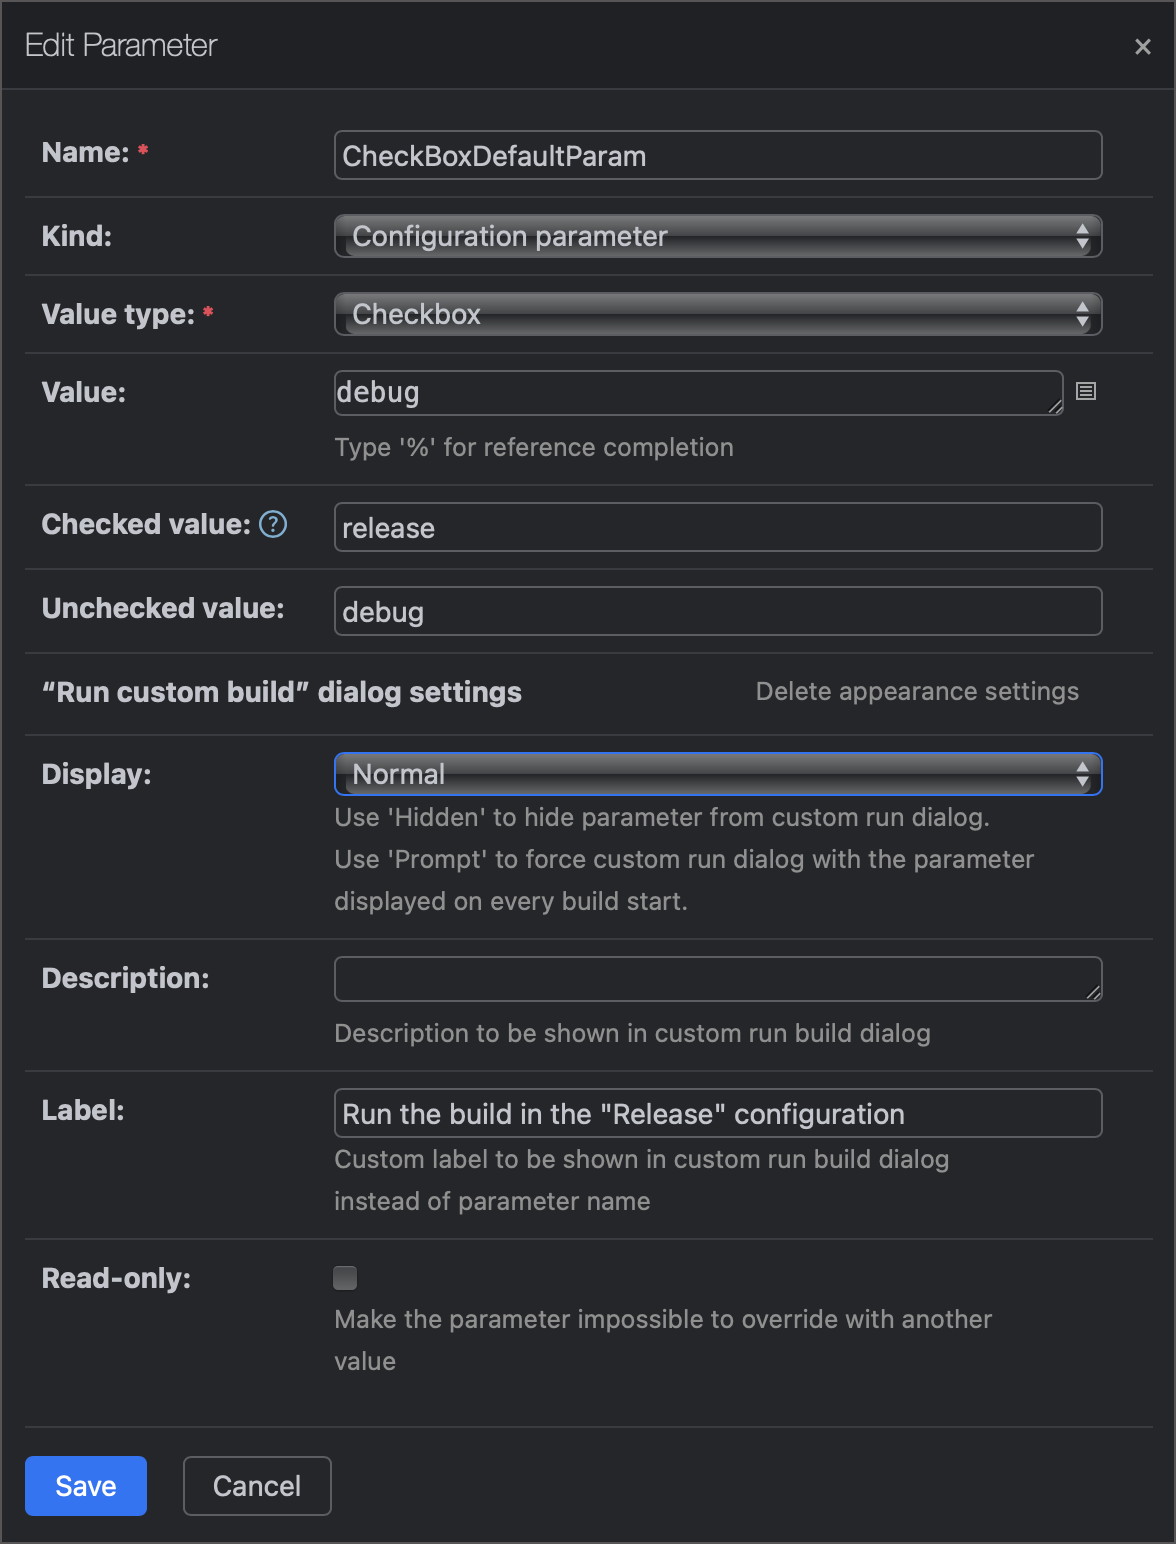 Edit Parameter ×
Name: * CheckBoxDefaultParam
Kind: Configuration parameter
Value type: * Checkbox
Value: debug
Type '%' for reference completion
Checked value: ? release
Unchecked value: debug
“Run custom build” dialog settings Delete appearance settings
Display: Normal
Use 'Hidden' to hide parameter from custom run dialog.
Use 'Prompt' to force custom run dialog with the parameter
displayed on every build start.
Description:
Description to be shown in custom run build dialog
Label: Run the build in the "Release" configuration
Custom label to be shown in custom run build dialog
instead of parameter name
Read-only:
Make the parameter impossible to override with another
value
Save Cancel